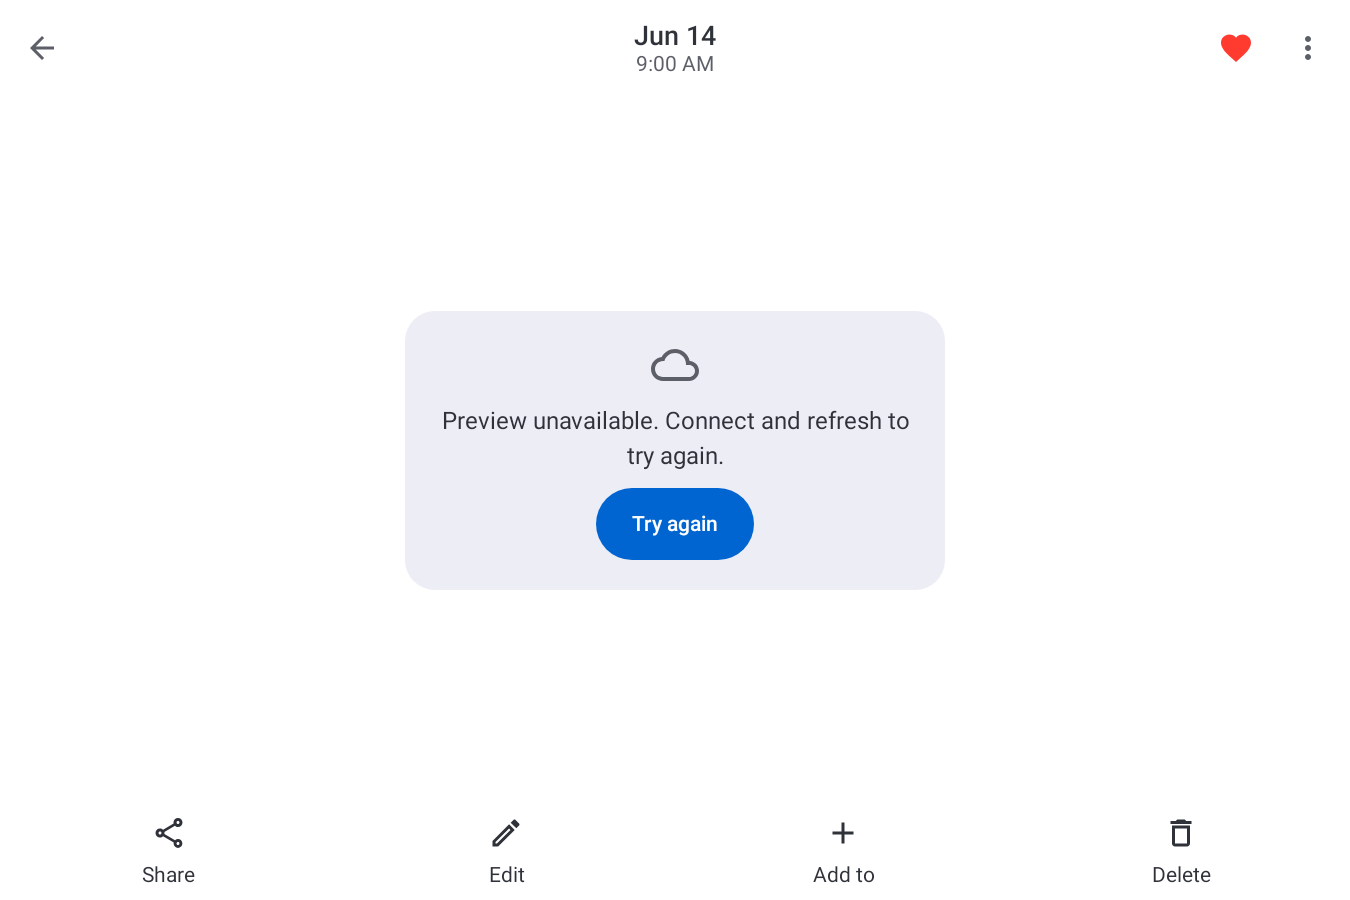 Jun 14
9:00 AM
Preview unavailable. Connect and refresh to
try again.
Try again
Share
Edit
Add to
Delete